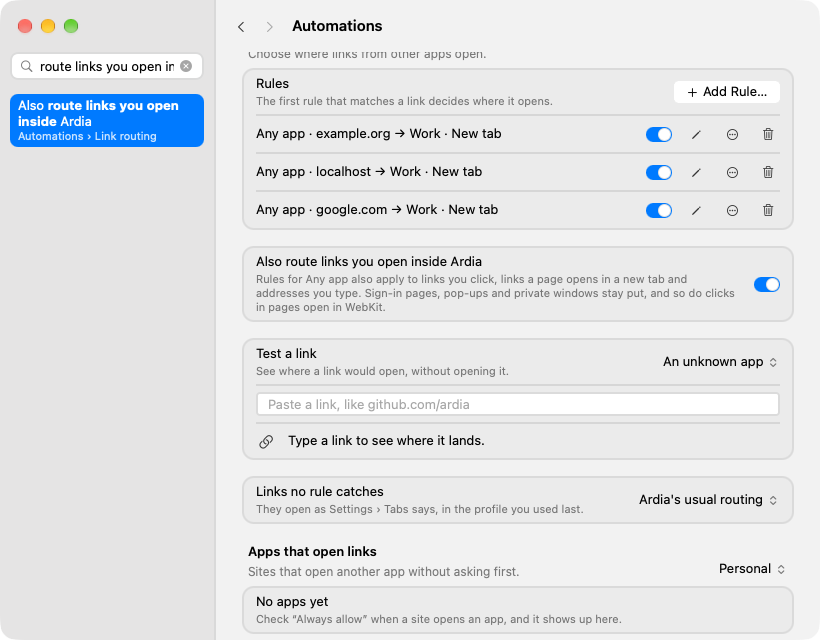 Automations
route links you open in
Also route links you open
inside Ardia
Automations › Link routing
Choose where links from other apps open.
Rules
The first rule that matches a link decides where it opens.
+ Add Rule...
Any app · example.org → Work · New tab
Any app · localhost → Work · New tab
Any app · google.com → Work · New tab
Also route links you open inside Ardia
Rules for Any app also apply to links you click, links a page opens in a new tab and
addresses you type. Sign-in pages, pop-ups and private windows stay put, and so do clicks
in pages open in WebKit.
Test a link
See where a link would open, without opening it.
An unknown app
Paste a link, like github.com/ardia
Type a link to see where it lands.
Links no rule catches
They open as Settings › Tabs says, in the profile you used last.
Ardia's usual routing
Apps that open links
Sites that open another app without asking first.
Personal
No apps yet
Check “Always allow” when a site opens an app, and it shows up here.